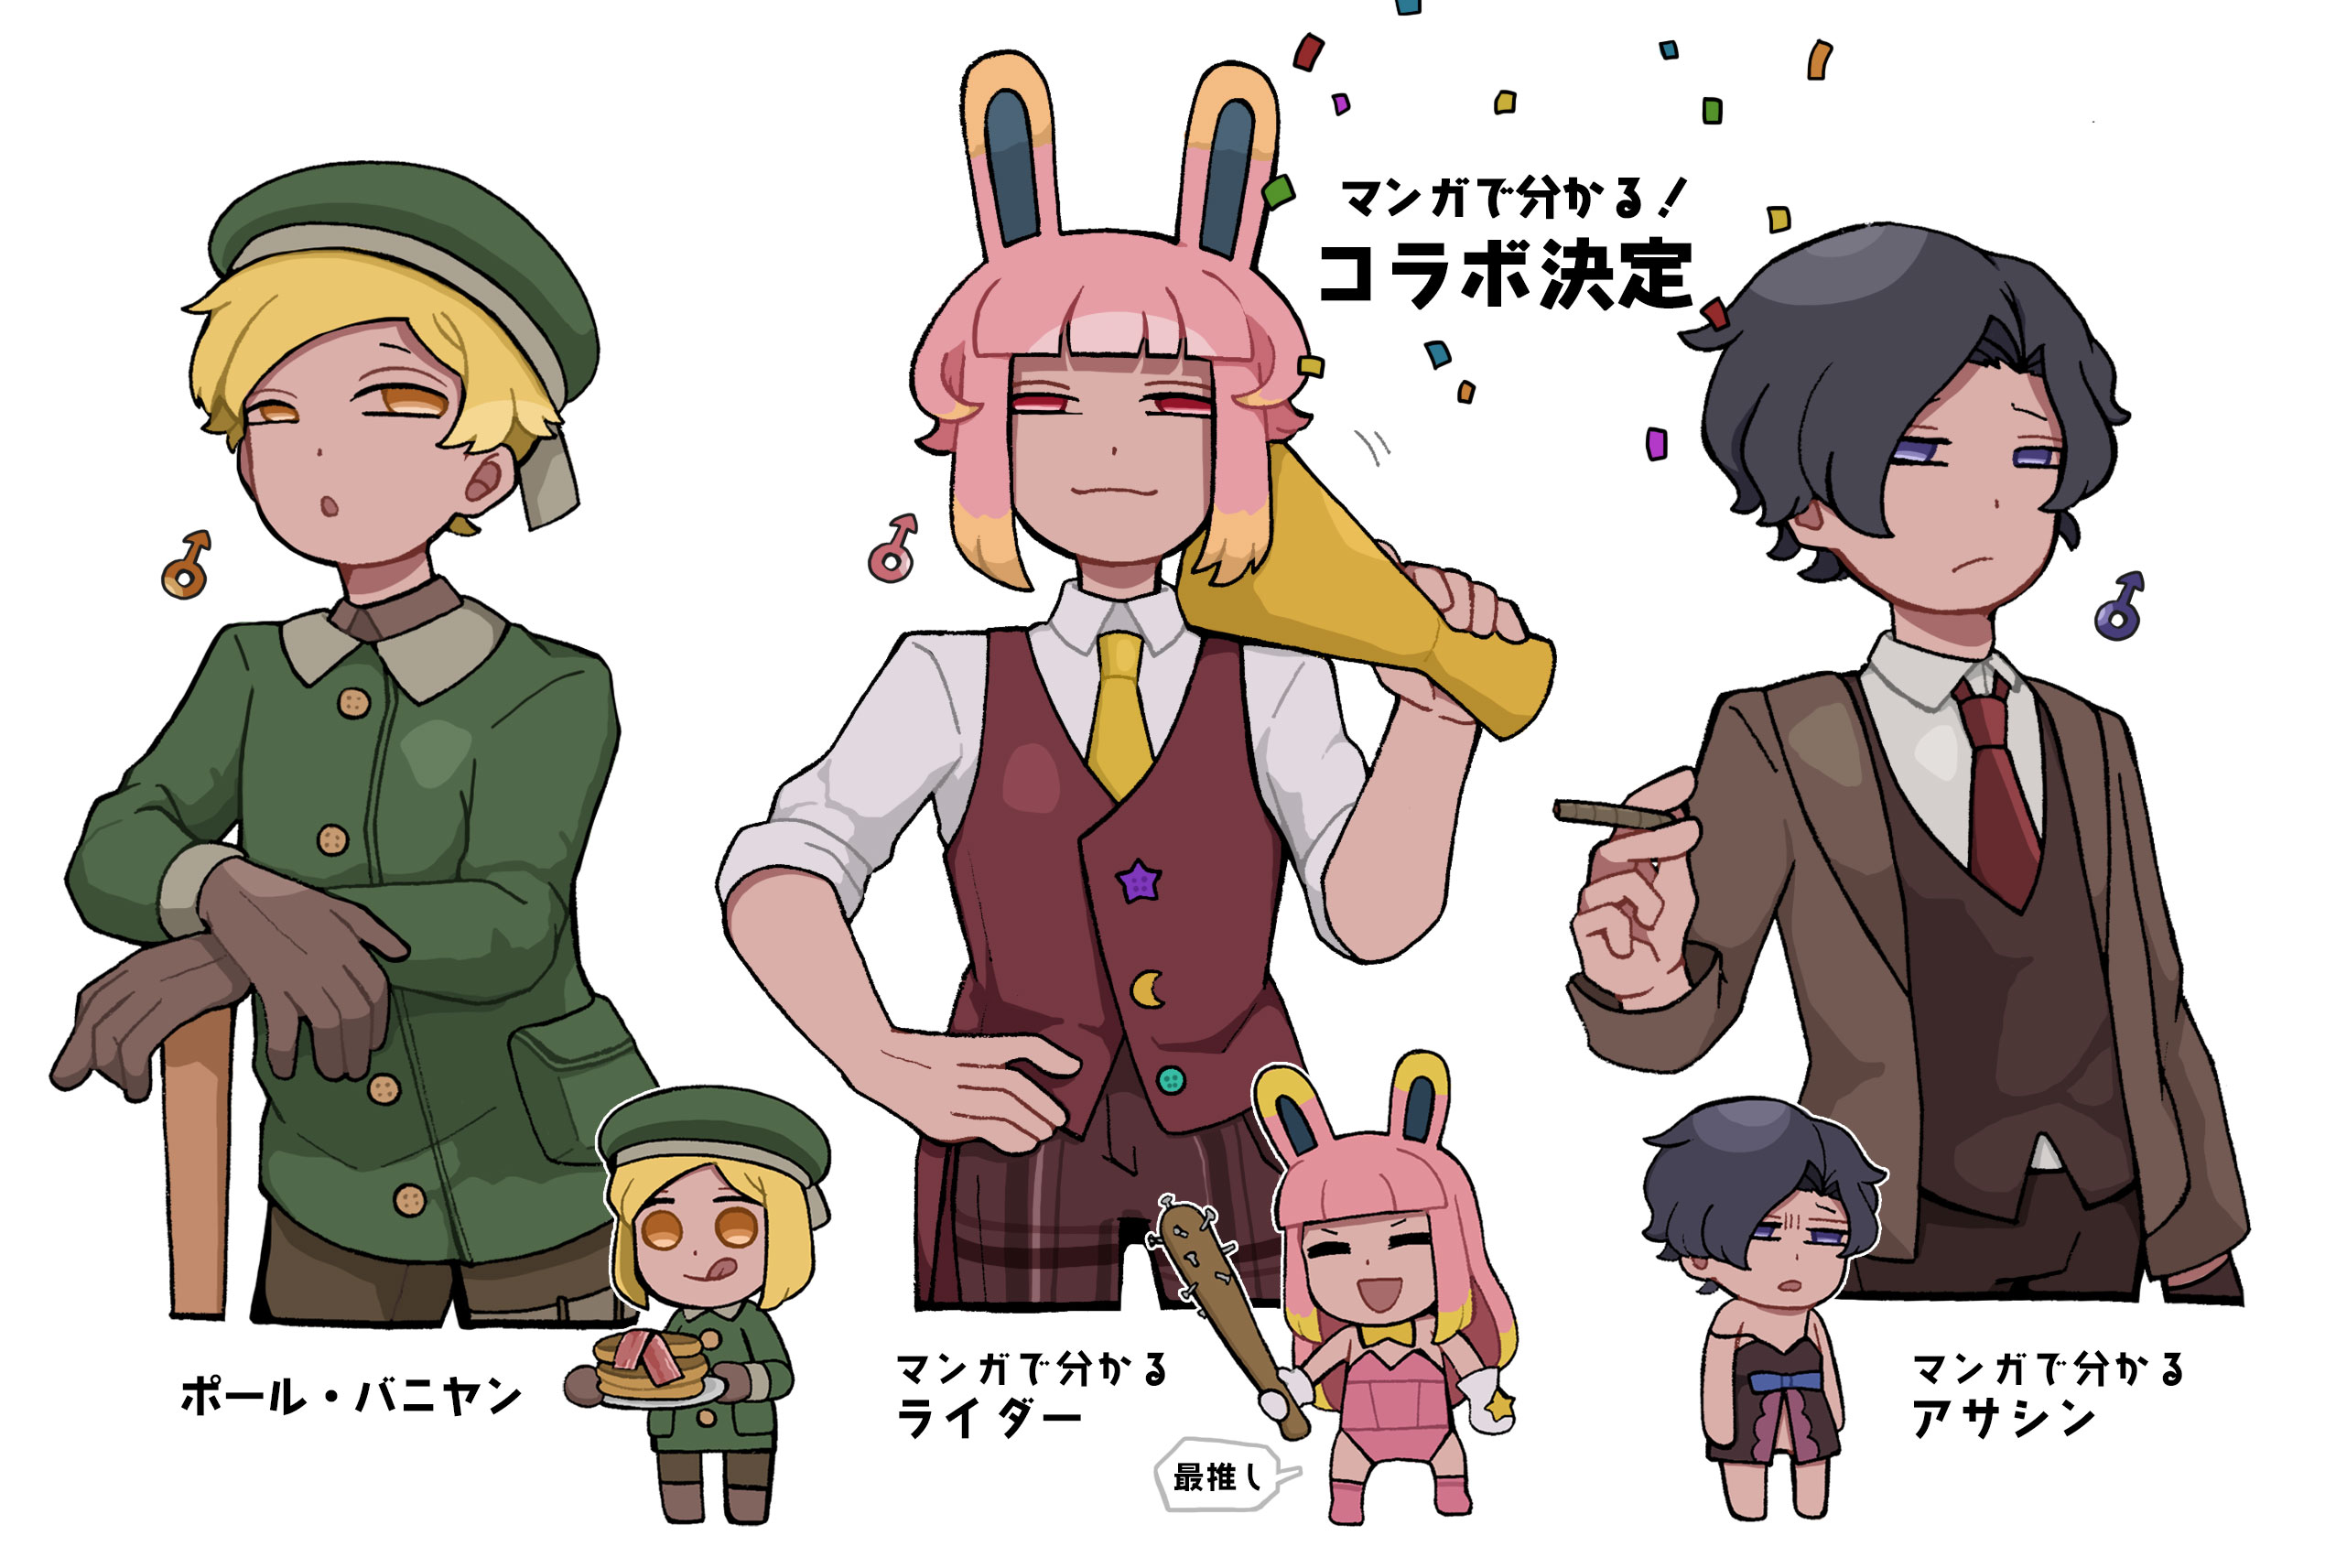 マンガで分かる!
コラボ決定
ポール・バニヤン
マンガで分かる
ライダー
最推し
マンガで分かる
アサシン